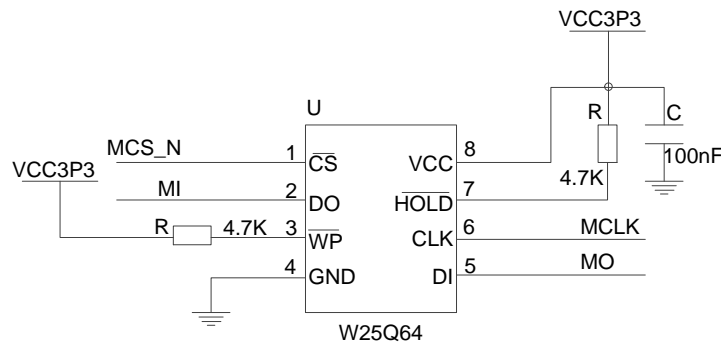 VCC3P3
U
R
C
MCS_N
1
CS
VCC
8
100nF
VCC3P3
4.7K
MI
2
DO
HOLD
7
R
4.7K
3
WP
CLK
6
MCLK
4
GND
DI
5
MO
W25Q64